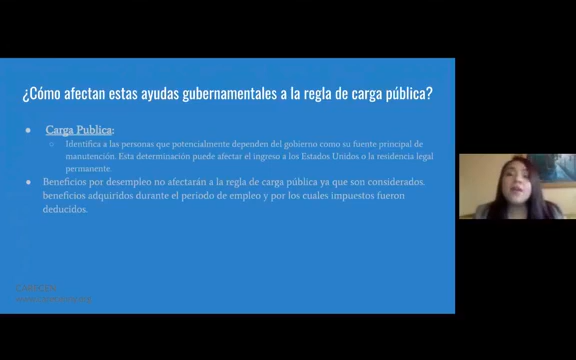 ¿Cómo afectan estas ayudas gubernamentales a la regla de carga pública?
● Carga Publica:
○ Identifica a las personas que potencialmente dependen del gobierno como su fuente principal de
manutención. Esta determinación puede afectar el ingreso a los Estados Unidos o la residencia legal
permanente.
● Beneficios por desempleo no afectarán a la regla de carga pública ya que son considerados,
beneficios adquiridos durante el periodo de empleo y por los cuales impuestos fueron
deducidos.